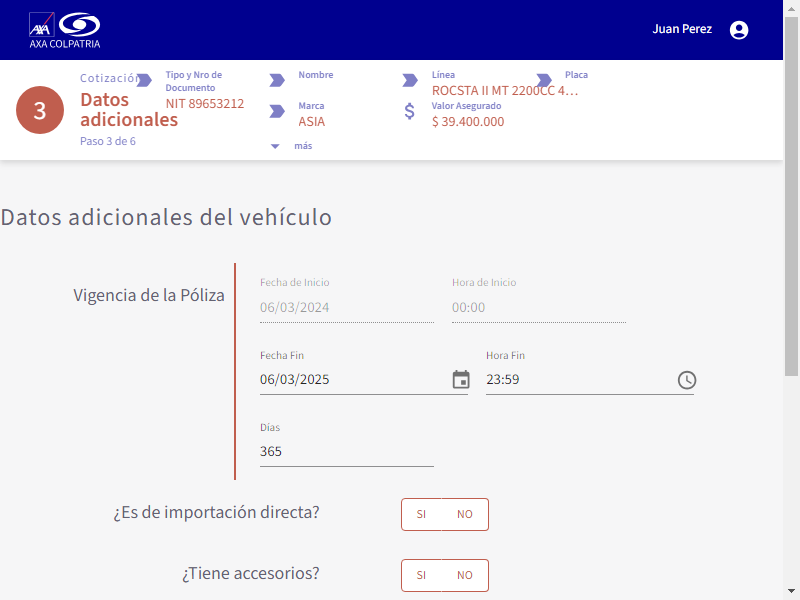 AXA
AXA COLPATRIA
Juan Perez
3
Cotización
Datos
adicionales
Paso 3 de 6
Tipo y Nro de
Documento
NIT 89653212
Nombre
Marca
ASIA
más
Línea
ROCSTA II MT 2200CC 4…
Valor Asegurado
$ $ 39.400.000
Placa
Datos adicionales del vehículo
Vigencia de la Póliza
Fecha de Inicio
06/03/2024
Hora de Inicio
00:00
Fecha Fin
06/03/2025
Hora Fin
23:59
Días
365
¿Es de importación directa?
SI NO
¿Tiene accesorios?
SI NO